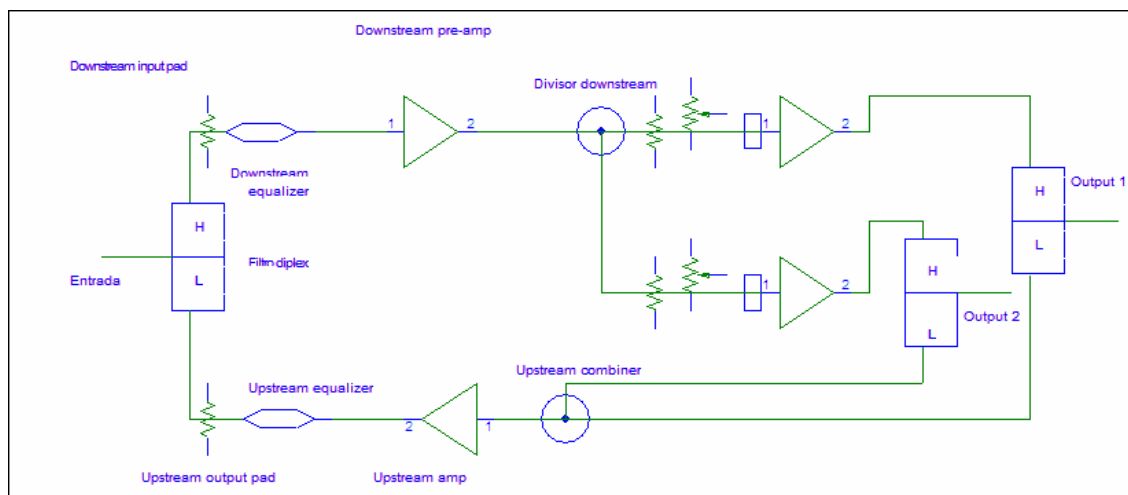 Downstream pre-amp
Downstream input pad
Divisor downstream
1
2
1
2
Downstream
equalizer
H
L
Entrada
Filtro diplex
H
L
Output 1
1
2
H
L
Output 2
Upstream combiner
Upstream equalizer
2
1
Upstream output pad
Upstream amp